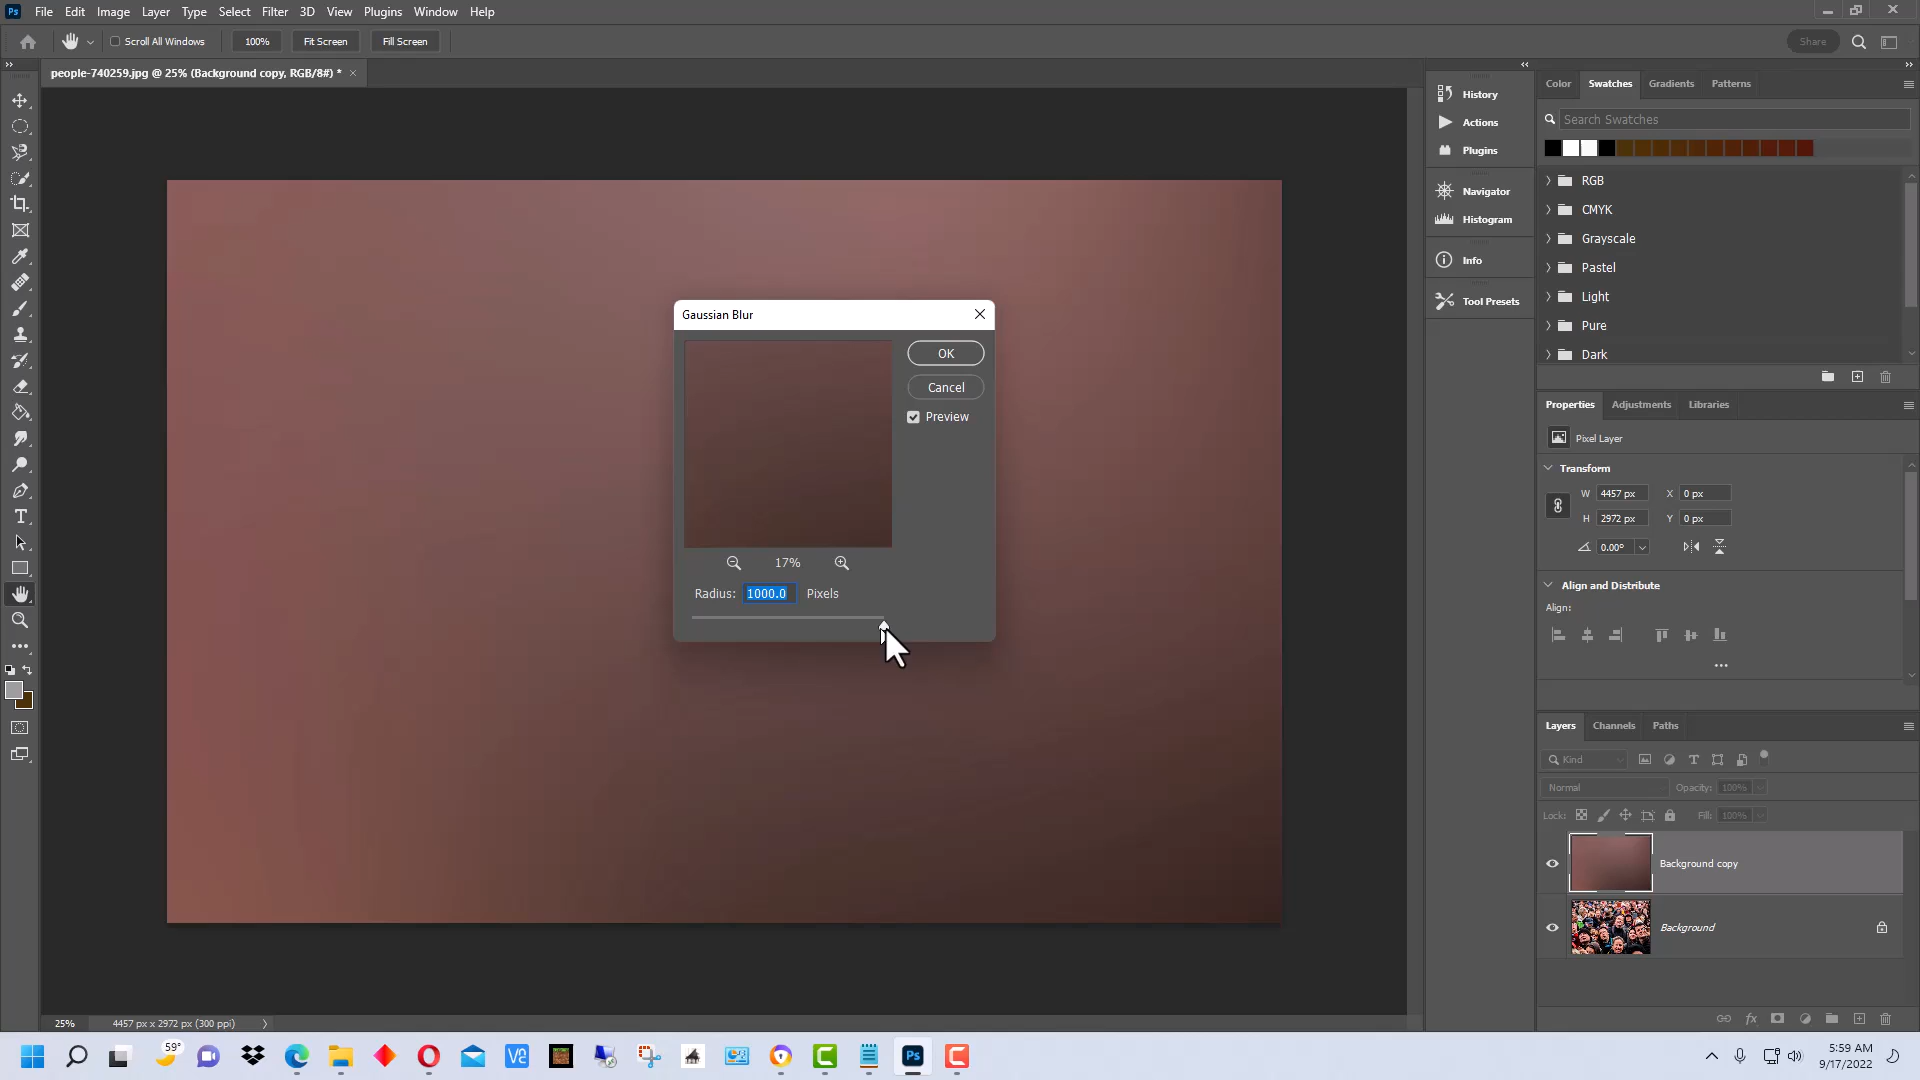 Ps File Edit Image Layer Type Select Filter 3D View Plugins Window Help
Scroll All Windows 100% Fit Screen Fill Screen Share
people-740259.jpg @ 25% (Background copy, RGB/8#) *
History
Actions
Plugins
Navigator
Histogram
Info
Tool Presets
Color Swatches Gradients Patterns
Search Swatches
RGB
CMYK
Grayscale
Pastel
Light
Pure
Dark
Gaussian Blur
OK
Cancel
Preview
17%
Radius: 1000.0 Pixels
Properties Adjustments Libraries
Pixel Layer
Transform
W 4457 px X 0 px
H 2972 px Y 0 px
0.00°
Align and Distribute
Align:
Layers Channels Paths
Kind
Normal Opacity: 100%
Lock: Fill: 100%
Background copy
Background
25% 4457 px x 2972 px (300 ppi)
59°
Ps
5:59 AM
9/17/2022